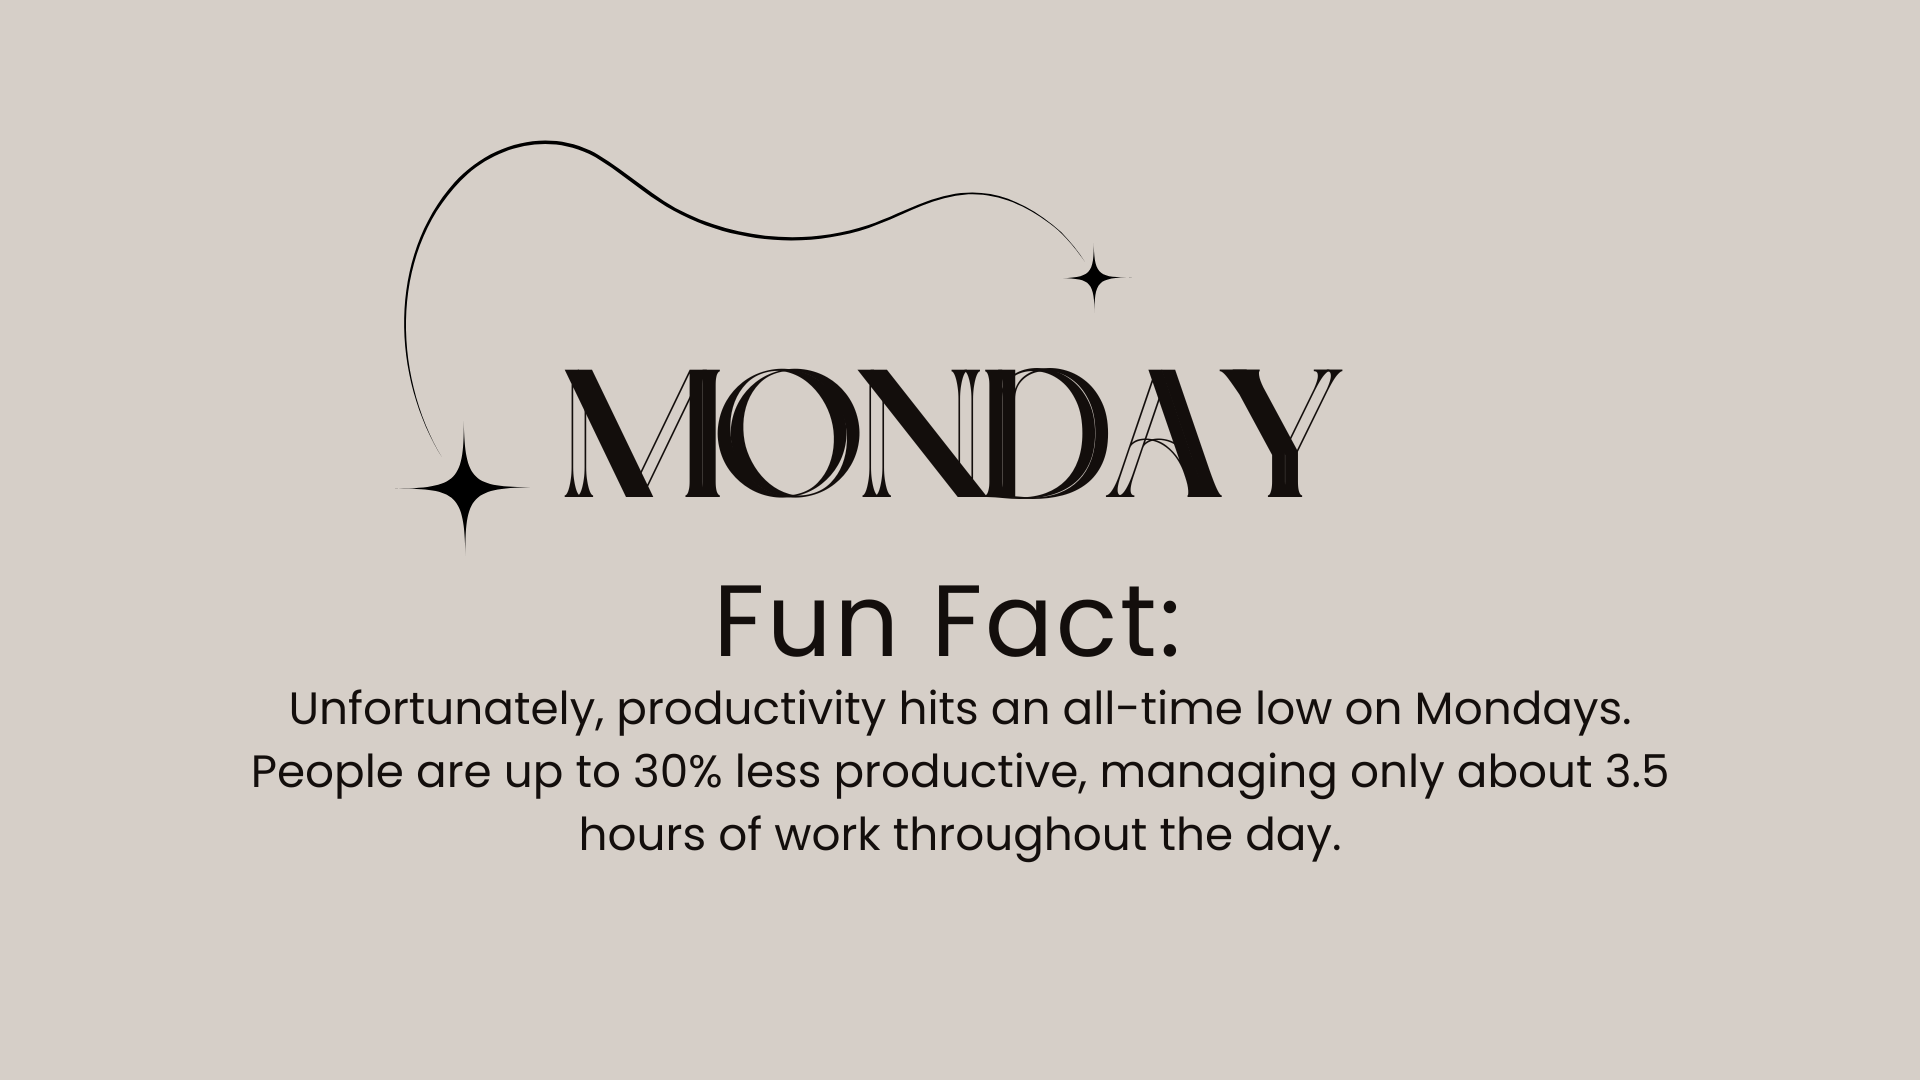 MONDAY
Fun Fact:
Unfortunately, productivity hits an all-time low on Mondays.
People are up to 30% less productive, managing only about 3.5
hours of work throughout the day.